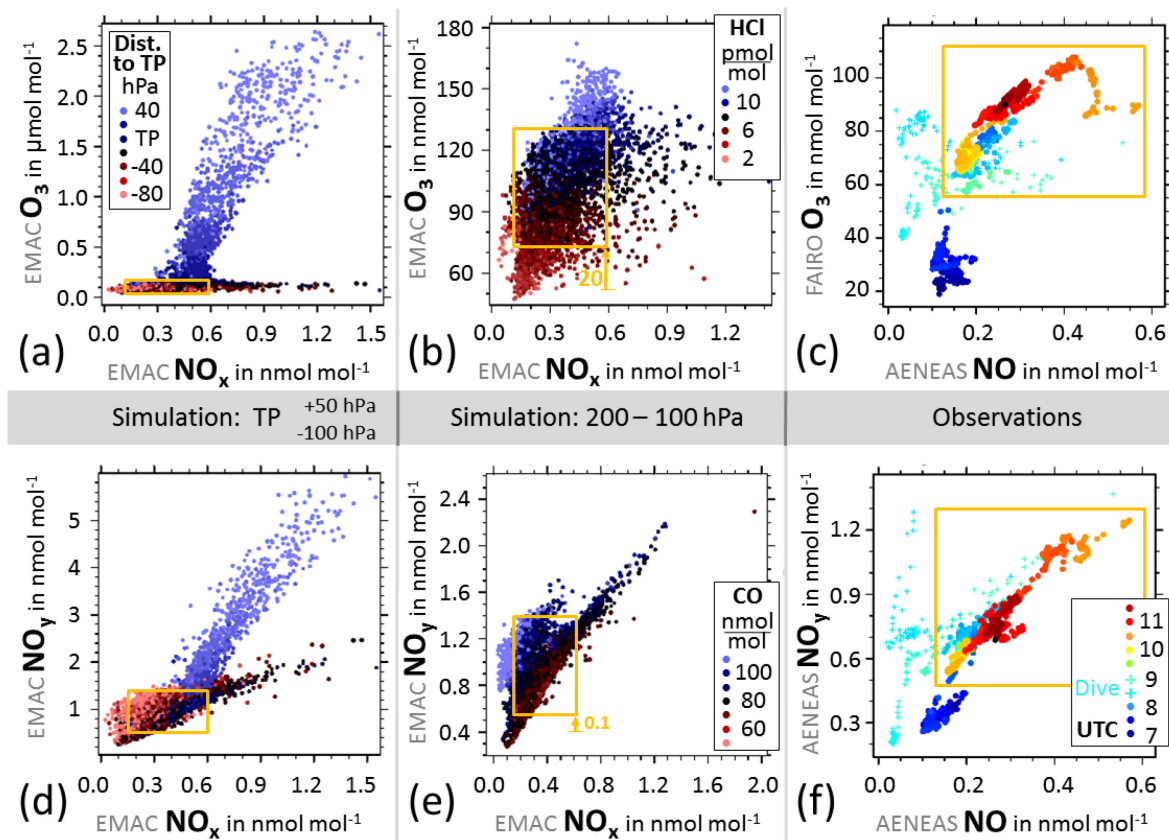 2.5
2.0
1.5
1.0
0.5
0.0
EMAC O₃ in µmol mol⁻¹
Dist.
to TP
hPa
40
TP
-40
-80
0.0 0.3 0.6 0.9 1.2 1.5
(a)
EMAC NOₓ in nmol mol⁻¹
180
150
120
90
60
EMAC O₃ in nmol mol⁻¹
HCl
pmol
mol
10
6
2
20
0.0 0.3 0.6 0.9 1.2
(b)
EMAC NOₓ in nmol mol⁻¹
100
80
60
40
20
FAIRO O₃ in nmol mol⁻¹
0.0 0.2 0.4 0.6
(c)
AENEAS NO in nmol mol⁻¹
Simulation: TP +50 hPa
-100 hPa
Simulation: 200 – 100 hPa
Observations
5
4
3
2
1
EMAC NOᵧ in nmol mol⁻¹
0.0 0.3 0.6 0.9 1.2 1.5
(d)
EMAC NOₓ in nmol mol⁻¹
2.4
2.0
1.6
1.2
0.8
0.4
EMAC NOᵧ in nmol mol⁻¹
CO
nmol
mol
100
80
60
0.1
0.0 0.4 0.8 1.2 1.6 2.0
(e)
EMAC NOₓ in nmol mol⁻¹
1.2
0.9
0.6
0.3
AENEAS NOᵧ in nmol mol⁻¹
11
10
9
Dive
8
UTC 7
0.0 0.2 0.4 0.6
(f)
AENEAS NO in nmol mol⁻¹